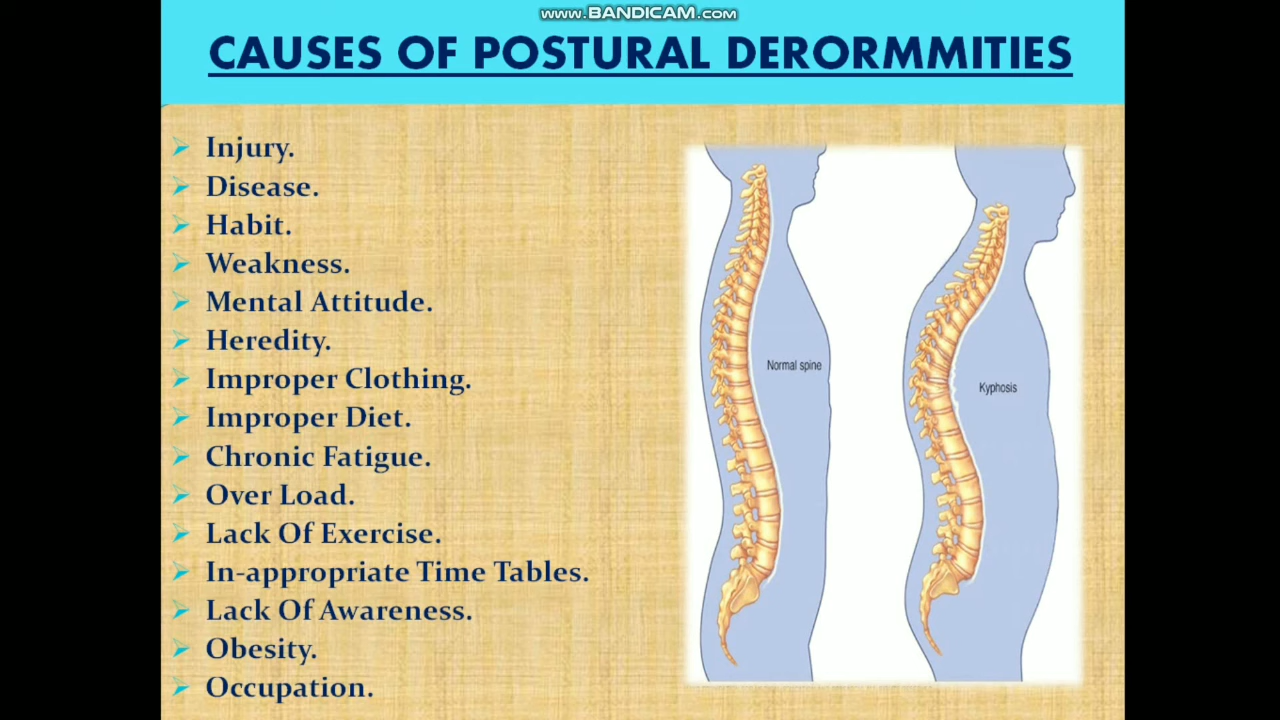 www.BANDICAM.com
CAUSES OF POSTURAL DERORMMITIES
Injury.
Disease.
Habit.
Weakness.
Mental Attitude.
Heredity.
Improper Clothing.
Improper Diet.
Chronic Fatigue.
Over Load.
Lack Of Exercise.
In-appropriate Time Tables.
Lack Of Awareness.
Obesity.
Occupation.
Normal spine
Kyphosis